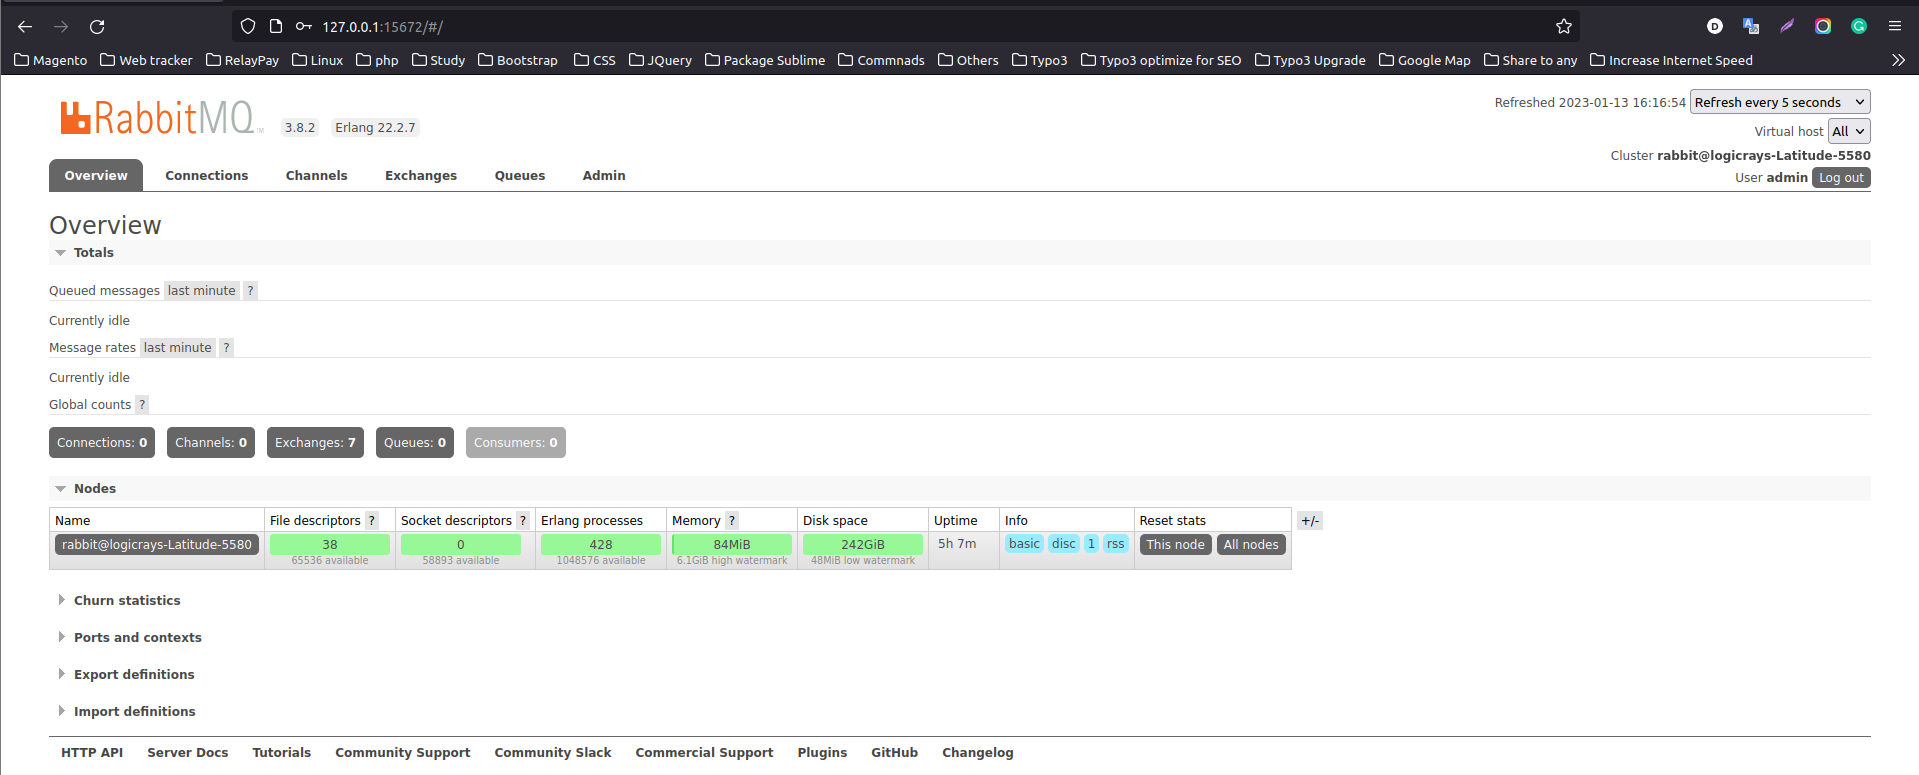 127.0.0.1:15672/#/
Magento Web tracker RelayPay Linux php Study Bootstrap CSS JQuery Package Sublime Commnads Others Typo3 Typo3 optimize for SEO Typo3 Upgrade Google Map Share to any Increase Internet Speed
RabbitMQ TM 3.8.2 Erlang 22.2.7
Refreshed 2023-01-13 16:16:54 Refresh every 5 seconds
Virtual host All
Cluster rabbit@logicrays-Latitude-5580
User admin Log out
Overview Connections Channels Exchanges Queues Admin
Overview
Totals
Queued messages last minute ?
Currently idle
Message rates last minute ?
Currently idle
Global counts ?
Connections: 0 Channels: 0 Exchanges: 7 Queues: 0 Consumers: 0
Nodes
Name File descriptors ? Socket descriptors ? Erlang processes Memory ? Disk space Uptime Info Reset stats +/-
rabbit@logicrays-Latitude-5580 38 0 428 84MiB 242GiB 5h 7m basic disc 1 rss This node All nodes
65536 available 58893 available 1048576 available 6.1GiB high watermark 48MiB low watermark
Churn statistics
Ports and contexts
Export definitions
Import definitions
HTTP API Server Docs Tutorials Community Support Community Slack Commercial Support Plugins GitHub Changelog